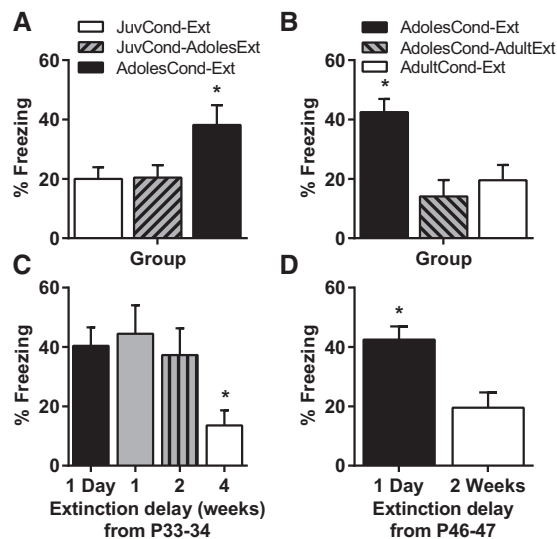 A
JuvCond-Ext
JuvCond-AdolesExt
AdolesCond-Ext
60
40
20
0
% Freezing
*
Group
B
AdolesCond-Ext
AdolesCond-AdultExt
AdultCond-Ext
60
40
20
0
% Freezing
*
Group
C
60
40
20
0
% Freezing
*
1 Day 1 2 4
Extinction delay (weeks)
from P33-34
D
60
40
20
0
% Freezing
*
1 Day 2 Weeks
Extinction delay
from P46-47